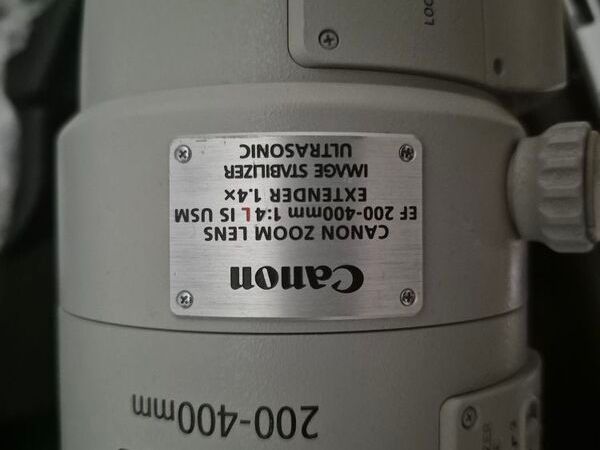 Canon
CANON ZOOM LENS
EF 200-400mm 1:4 L IS USM
EXTENDER 1.4×
IMAGE STABILIZER
ULTRASONIC
200-400mm